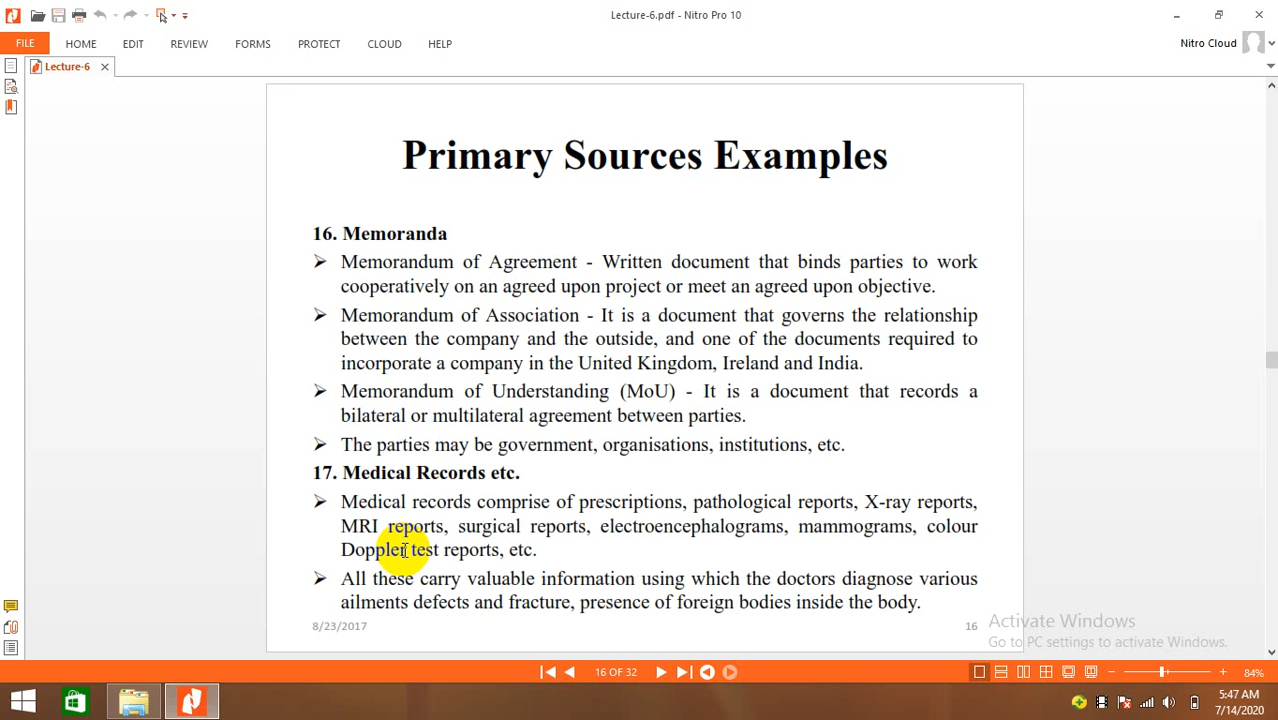 Lecture-6.pdf - Nitro Pro 10
FILE HOME EDIT REVIEW FORMS PROTECT CLOUD HELP Nitro Cloud
Lecture-6
Primary Sources Examples
16. Memoranda
Memorandum of Agreement - Written document that binds parties to work
cooperatively on an agreed upon project or meet an agreed upon objective.
Memorandum of Association - It is a document that governs the relationship
between the company and the outside, and one of the documents required to
incorporate a company in the United Kingdom, Ireland and India.
Memorandum of Understanding (MoU) - It is a document that records a
bilateral or multilateral agreement between parties.
The parties may be government, organisations, institutions, etc.
17. Medical Records etc.
Medical records comprise of prescriptions, pathological reports, X-ray reports,
MRI reports, surgical reports, electroencephalograms, mammograms, colour
Doppler test reports, etc.
All these carry valuable information using which the doctors diagnose various
ailments defects and fracture, presence of foreign bodies inside the body.
8/23/2017 16
Activate Windows
Go to PC settings to activate Windows.
16 OF 32 84%
5:47 AM
7/14/2020